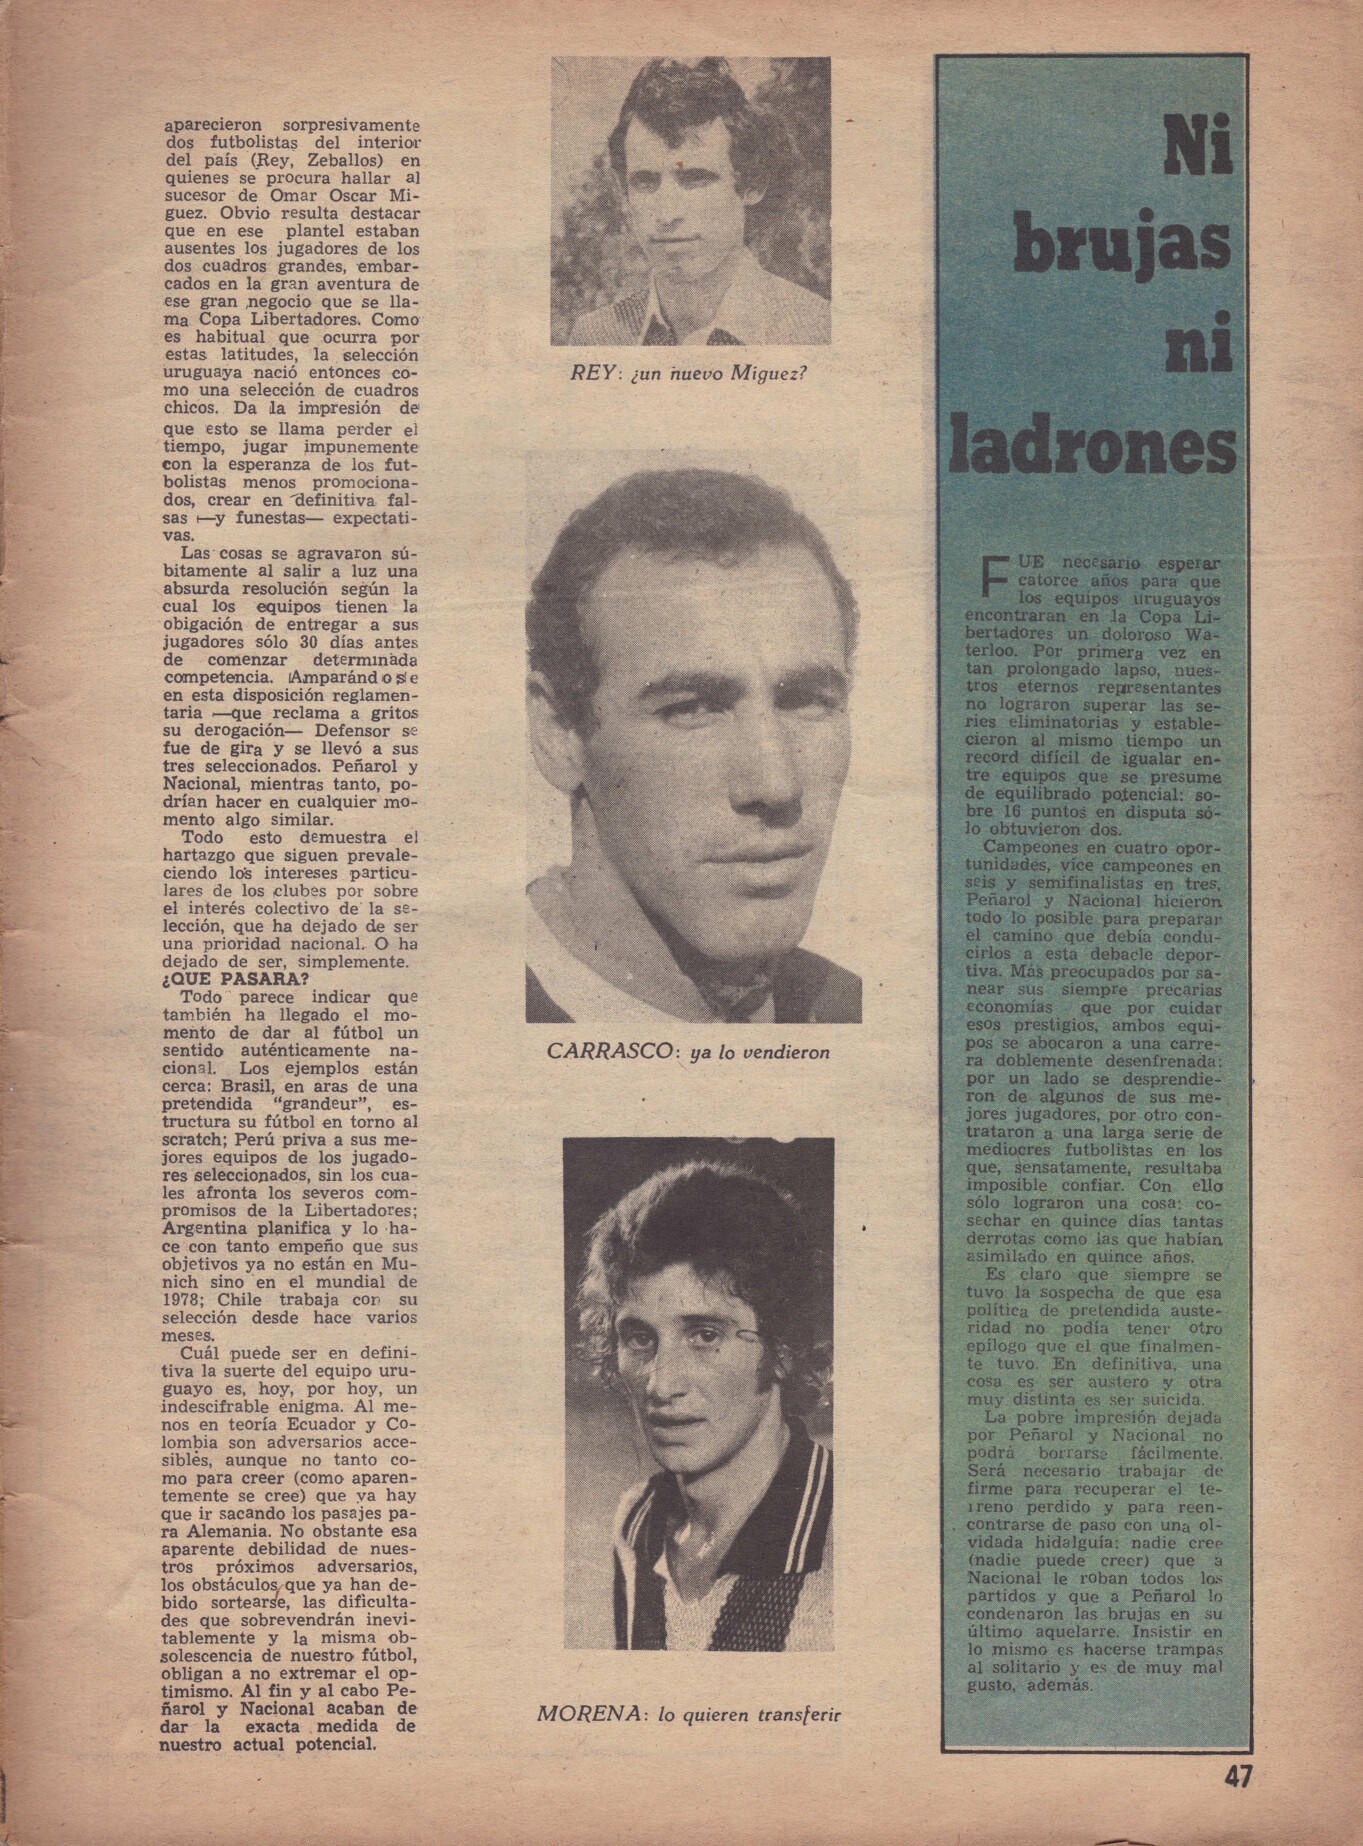 aparecieron sorpresivamente
dos futbolistas del interior
del país (Rey, Zeballos) en
quienes se procura hallar al
sucesor de Omar Oscar Mi-
guez. Obvio resulta destacar
que en ese plantel estaban
ausentes los jugadores de los
dos cuadros grandes, embar-
cados en la gran aventura de
ese gran negocio que se lla-
ma Copa Libertadores. Como
es habitual que ocurra por
estas latitudes, la selección
uruguaya nació entonces co-
mo una selección de cuadros
chicos. Da la impresión de
que esto se llama perder el
tiempo, jugar impunemente
con la esperanza de los fut-
bolistas menos promociona-
dos, crear en definitiva fal-
sas —y funestas— expectati-
vas.
Las cosas se agravaron sú-
bitamente al salir a luz una
absurda resolución según la
cual los equipos tienen la
obigación de entregar a sus
jugadores sólo 30 días antes
de comenzar determinada
competencia. Amparándose
en esta disposición reglamen-
taria —que reclama a gritos
su derogación— Defensor se
fue de gira y se llevó a sus
tres seleccionados. Peñarol y
Nacional, mientras tanto, po-
drían hacer en cualquier mo-
mento algo similar.
Todo esto demuestra el
hartazgo que siguen prevale-
ciendo los intereses particu-
lares de los clubes por sobre
el interés colectivo de la se-
lección, que ha dejado de ser
una prioridad nacional. O ha
dejado de ser, simplemente.
¿QUE PASARA?
Todo parece indicar que
también ha llegado el mo-
mento de dar al fútbol un
sentido auténticamente na-
cional. Los ejemplos están
cerca: Brasil, en aras de una
pretendida "grandeur", es-
tructura su fútbol en torno al
scratch; Perú priva a sus me-
jores equipos de los jugado-
res seleccionados, sin los cua-
les afronta los severos com-
promisos de la Libertadores;
Argentina planifica y lo ha-
ce con tanto empeño que sus
objetivos ya no están en Mu-
nich sino en el mundial de
1978; Chile trabaja con su
selección desde hace varios
meses.
Cuál puede ser en defini-
tiva la suerte del equipo uru-
guayo es, hoy, por hoy, un
indescifrable enigma. Al me-
nos en teoría Ecuador y Co-
lombia son adversarios acce-
sibles, aunque no tanto co-
mo para creer (como aparen-
temente se cree) que ya hay
que ir sacando los pasajes pa-
ra Alemania. No obstante esa
aparente debilidad de nues-
tros próximos adversarios,
los obstáculos que ya han de-
bido sortearse, las dificulta-
des que sobrevendrán inevi-
tablemente y la misma ob-
solescencia de nuestro fútbol,
obligan a no extremar el op-
timismo. Al fin y al cabo Pe-
ñarol y Nacional acaban de
dar la exacta medida de
nuestro actual potencial.
REY: ¿un nuevo Miguez?
CARRASCO: ya lo vendieron
MORENA: lo quieren transferir
Ni
brujas
ni
ladrones
FUE necesario esperar
catorce años para que
los equipos uruguayos
encontraran en la Copa Li-
bertadores un doloroso Wa-
terloo. Por primera vez en
tan prolongado lapso, nues-
tros eternos representantes
no lograron superar las se-
ries eliminatorias y estable-
cieron al mismo tiempo un
record difícil de igualar en-
tre equipos que se presume
de equilibrado potencial: so-
bre 16 puntos en disputa só-
lo obtuvieron dos.
Campeones en cuatro opor-
tunidades, vice campeones en
seis y semifinalistas en tres,
Peñarol y Nacional hicieron
todo lo posible para preparar
el camino que debía condu-
cirlos a esta debacle depor-
tiva. Más preocupados por sa-
near sus siempre precarias
economías que por cuidar
esos prestigios, ambos equi-
pos se abocaron a una carre-
ra doblemente desenfrenada:
por un lado se desprendie-
ron de algunos de sus me-
jores jugadores, por otro con-
trataron a una larga serie de
mediocres futbolistas en los
que, sensatamente, resultaba
imposible confiar. Con ello
sólo lograron una cosa: co-
sechar en quince días tantas
derrotas como las que habían
asimilado en quince años.
Es claro que siempre se
tuvo la sospecha de que esa
política de pretendida auste-
ridad no podía tener otro
epílogo que el que finalmen-
te tuvo. En definitiva, una
cosa es ser austero y otra
muy distinta es ser suicida.
La pobre impresión dejada
por Peñarol y Nacional no
podrá borrarse fácilmente.
Será necesario trabajar de
firme para recuperar el te-
rreno perdido y para reen-
contrarse de paso con una ol-
vidada hidalguía: nadie cree
(nadie puede creer) que a
Nacional le roban todos los
partidos y que a Peñarol lo
condenaron las brujas en su
último aquelarre. Insistir en
lo mismo es hacerse trampas
al solitario y es de muy mal
gusto, además.
47